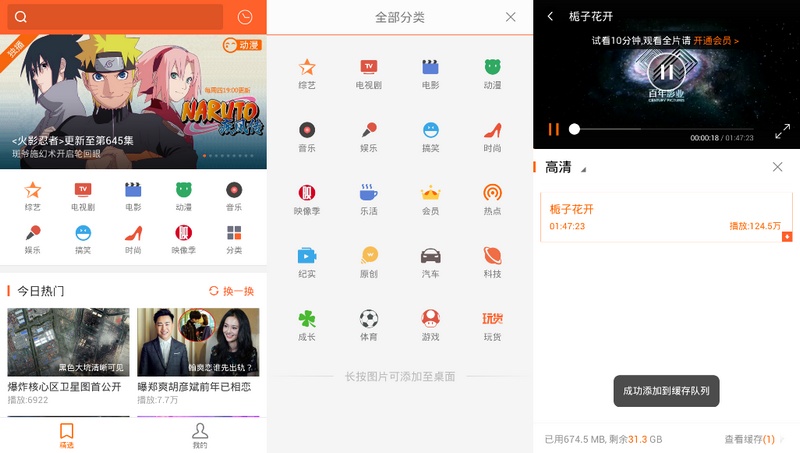 独播
动漫
每周四19:00更新
NARUTO
<火影忍者>更新至第645集
斑爷施幻术开启轮回眼
综艺
电视剧
电影
动漫
音乐
娱乐
搞笑
时尚
映像季
分类
今日热门
换一换
黑色大坑清晰可见
翰爽恋谁先出轨？
爆炸核心区卫星图首公开
曝郑爽胡彦斌前年已相恋
播放:6922
播放:7.7万
精选
我的
全部分类
综艺
TV
电视剧
电影
动漫
音乐
娱乐
搞笑
时尚
映像季
乐活
会员
热点
纪实
原创
汽车
科技
成长
体育
游戏
玩货
玩货
长按图片可添加至桌面
栀子花开
试看10分钟,观看全片请 开通会员 >
百年影业
CENTURY PICTURES
00:00:18 / 01:47:23
高清
栀子花开
01:47:23
播放:124.5万
成功添加到缓存队列
已用674.5 MB, 剩余31.3 GB
查看缓存(1)